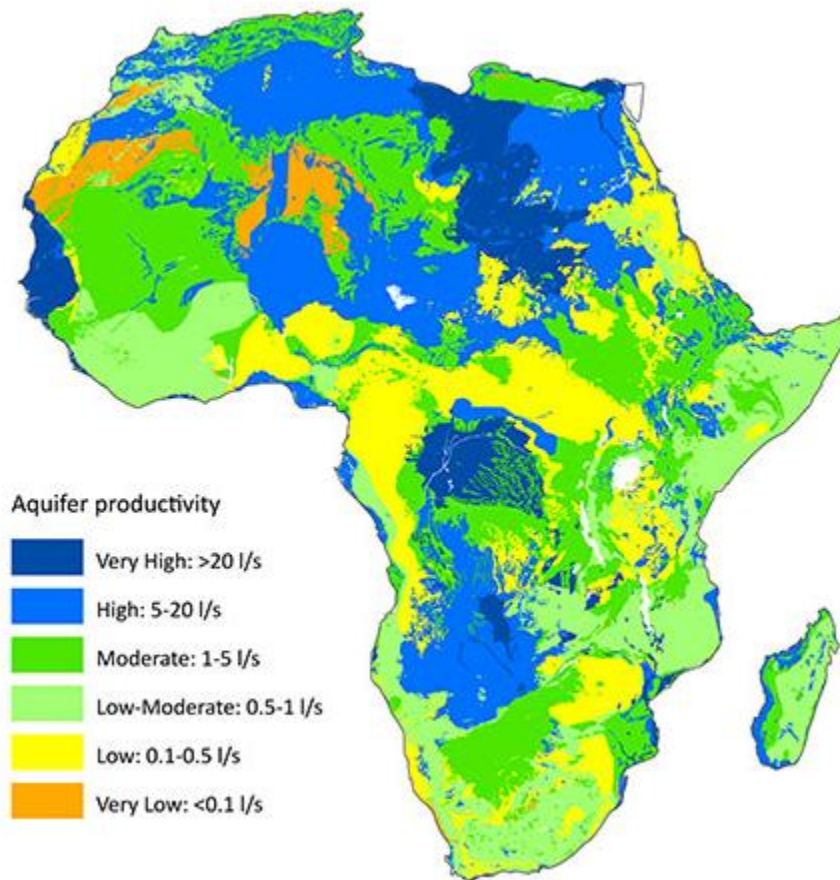 Aquifer productivity
Very High: >20 l/s
High: 5-20 l/s
Moderate: 1-5 l/s
Low-Moderate: 0.5-1 l/s
Low: 0.1-0.5 l/s
Very Low: <0.1 l/s